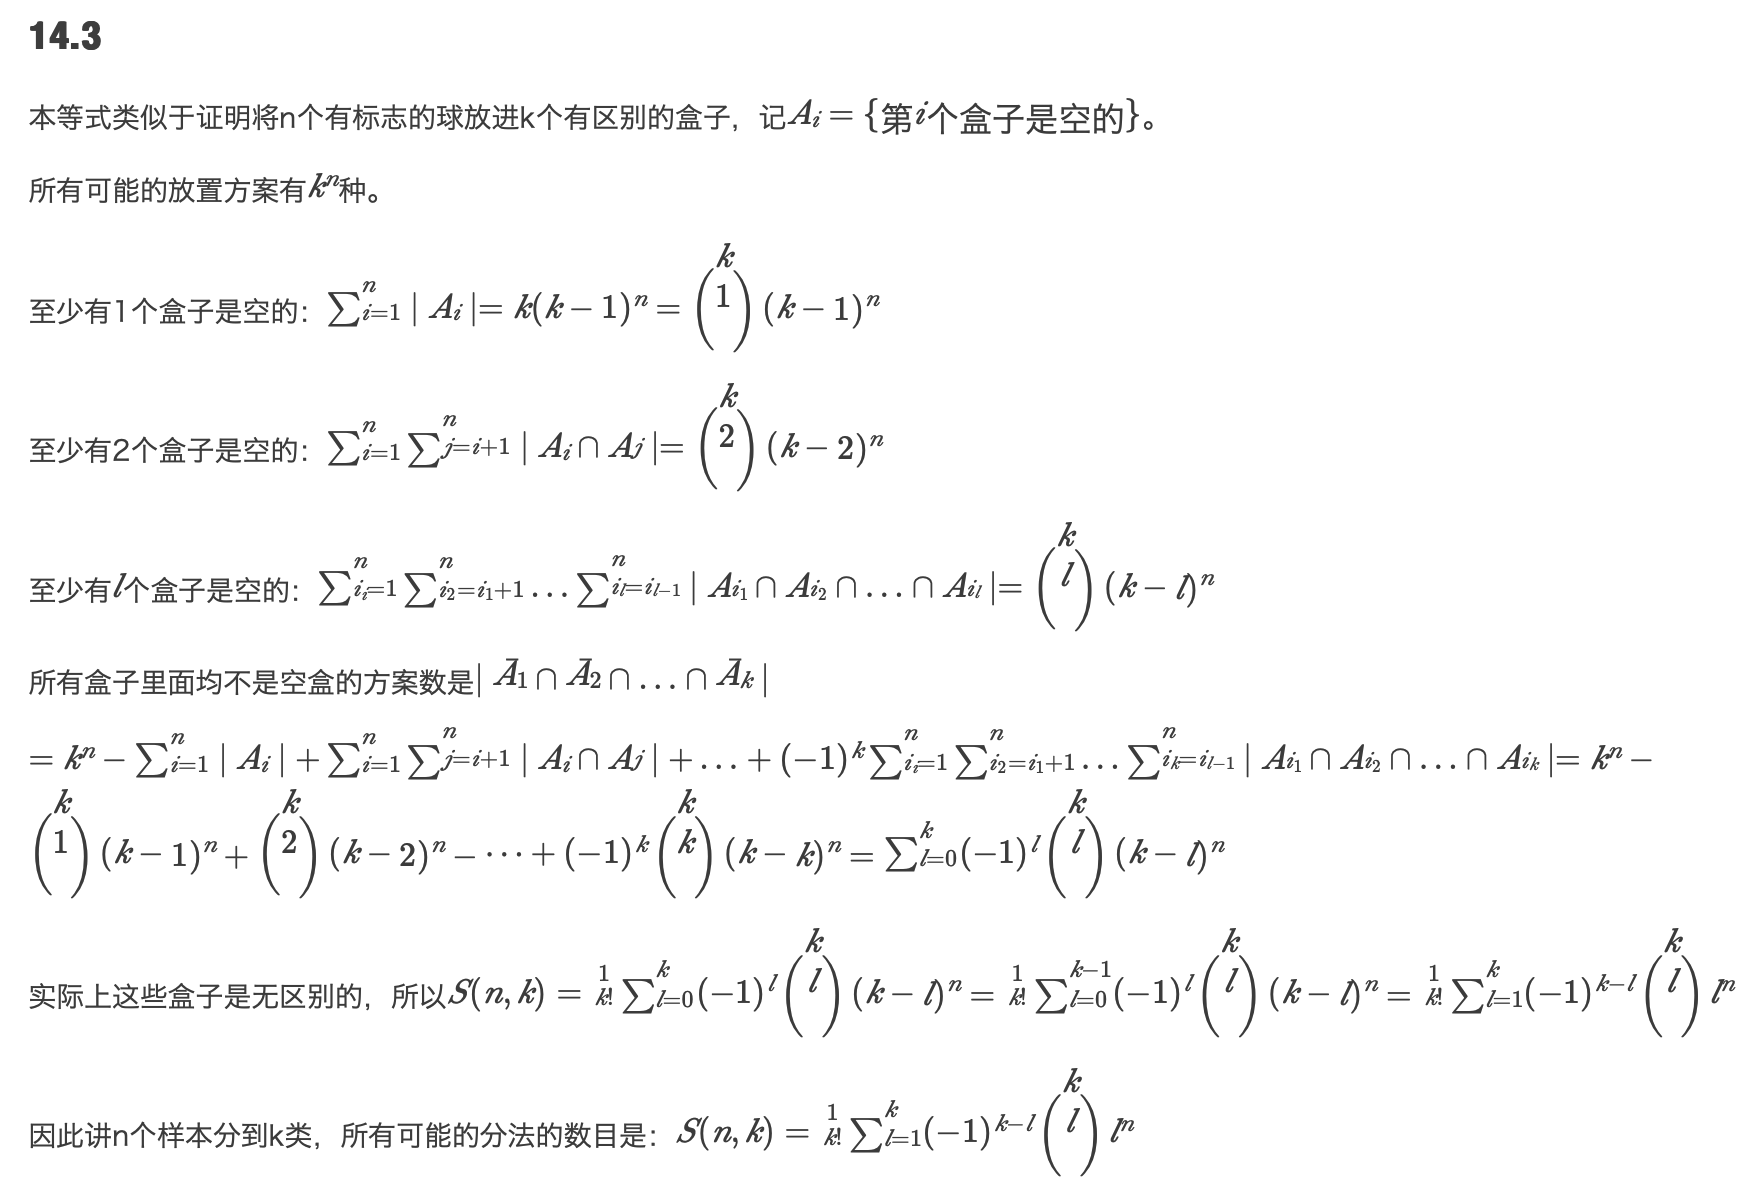 14.3
本等式类似于证明将n个有标志的球放进k个有区别的盒子，记$A_i = \{第i个盒子是空的\}$。
所有可能的放置方案有$k^n$种。
至少有1个盒子是空的：$\sum_{i=1}^{n} | A_i |= k(k-1)^n = \binom{k}{1} (k-1)^n$
至少有2个盒子是空的：$\sum_{i=1}^{n} \sum_{j=i+1}^{n} | A_i \cap A_j |= \binom{k}{2} (k-2)^n$
至少有$l$个盒子是空的：$\sum_{i_i=1}^{n} \sum_{i_2=i_1+1}^{n} \ldots \sum_{i_l=i_{l-1}}^{n} | A_{i_1} \cap A_{i_2} \cap \ldots \cap A_{i_l} |= \binom{k}{l} (k-l)^n$
所有盒子里面均不是空盒的方案数是$| \bar{A}_1 \cap \bar{A}_2 \cap \ldots \cap \bar{A}_k |$
$= k^n - \sum_{i=1}^{n} | A_i | + \sum_{i=1}^{n} \sum_{j=i+1}^{n} | A_i \cap A_j | + \ldots + (-1)^k \sum_{i_i=1}^{n} \sum_{i_2=i_1+1}^{n} \ldots \sum_{i_k=i_{l-1}}^{n} | A_{i_1} \cap A_{i_2} \cap \ldots \cap A_{i_k} |= k^n -$
$\binom{k}{1} (k-1)^n + \binom{k}{2} (k-2)^n - \cdots + (-1)^k \binom{k}{k} (k-k)^n = \sum_{l=0}^{k} (-1)^l \binom{k}{l} (k-l)^n$
实际上这些盒子是无区别的，所以$S(n,k) = \frac{1}{k!} \sum_{l=0}^{k} (-1)^l \binom{k}{l} (k-l)^n = \frac{1}{k!} \sum_{l=0}^{k-1} (-1)^l \binom{k}{l} (k-l)^n = \frac{1}{k!} \sum_{l=1}^{k} (-1)^{k-l} \binom{k}{l} l^n$
因此讲n个样本分到k类，所有可能的分法的数目是：$S(n,k) = \frac{1}{k!} \sum_{l=1}^{k} (-1)^{k-l} \binom{k}{l} l^n$